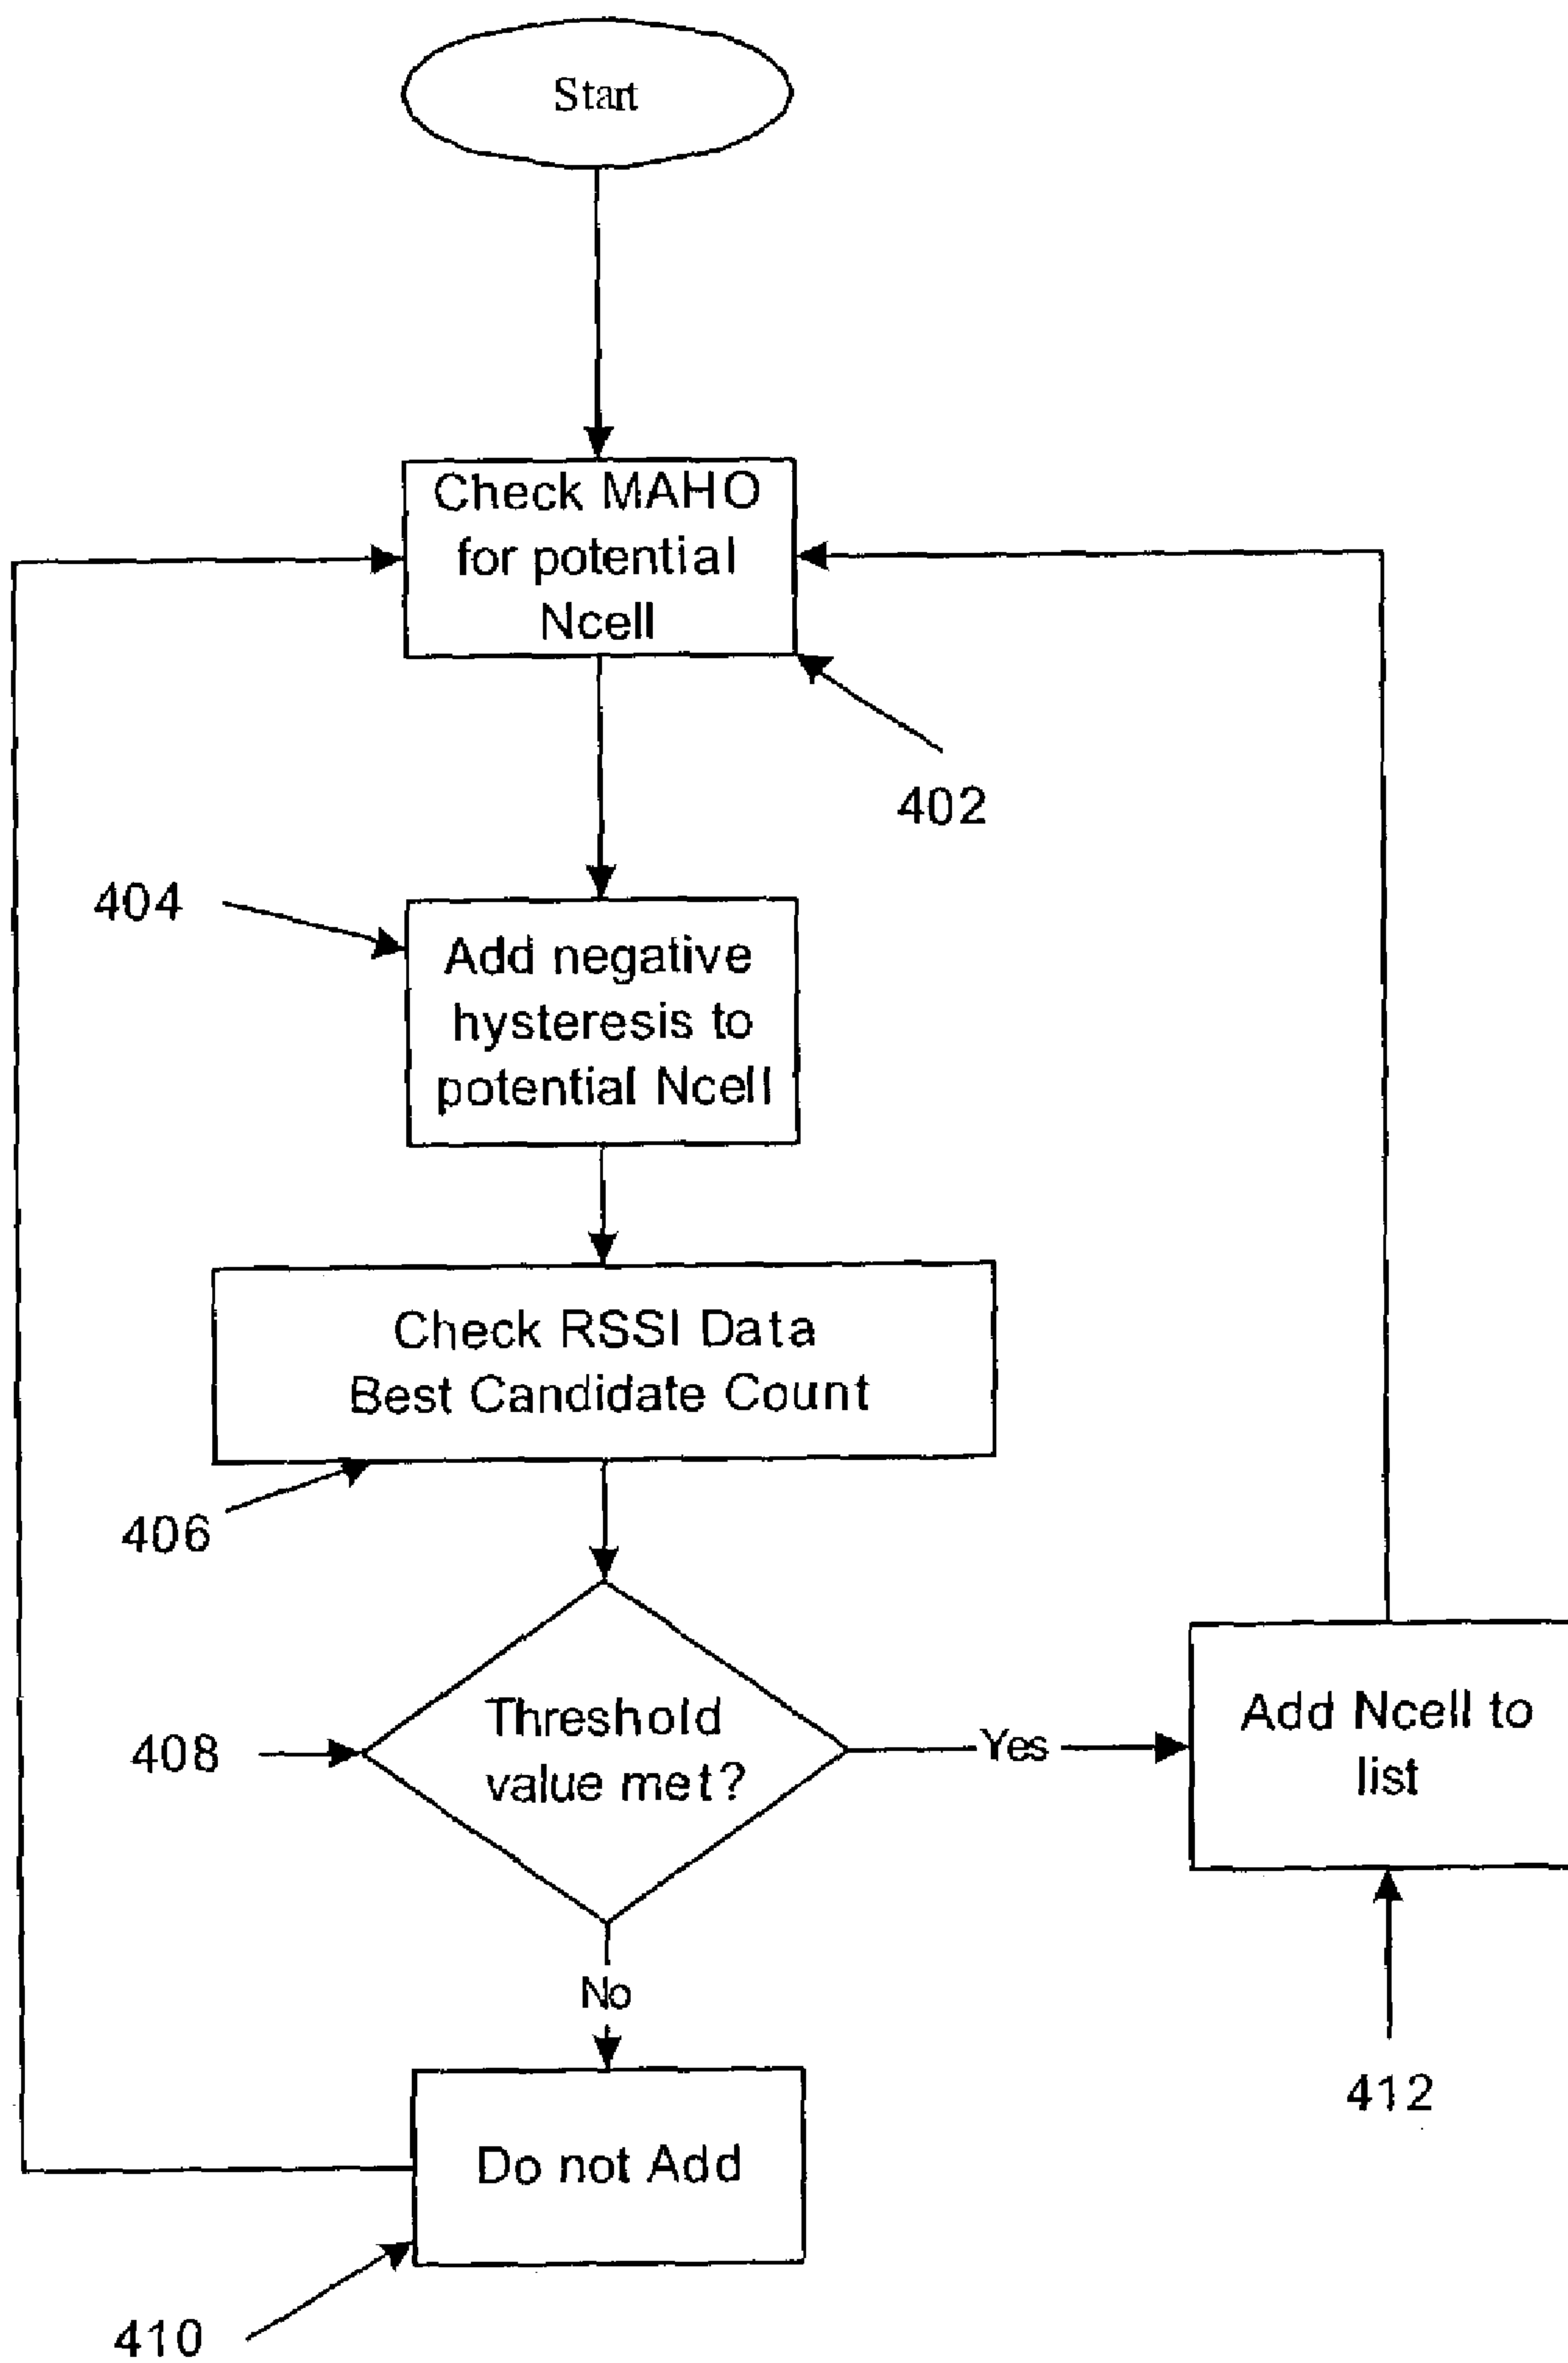 Start
Check MAHO
for potential
Ncell
402
404
Add negative
hysteresis to
potential Ncell
Check RSSI Data
Best Candidate Count
406
408
Threshold
value met?
Yes
Add Ncell to
list
412
No
Do not Add
410